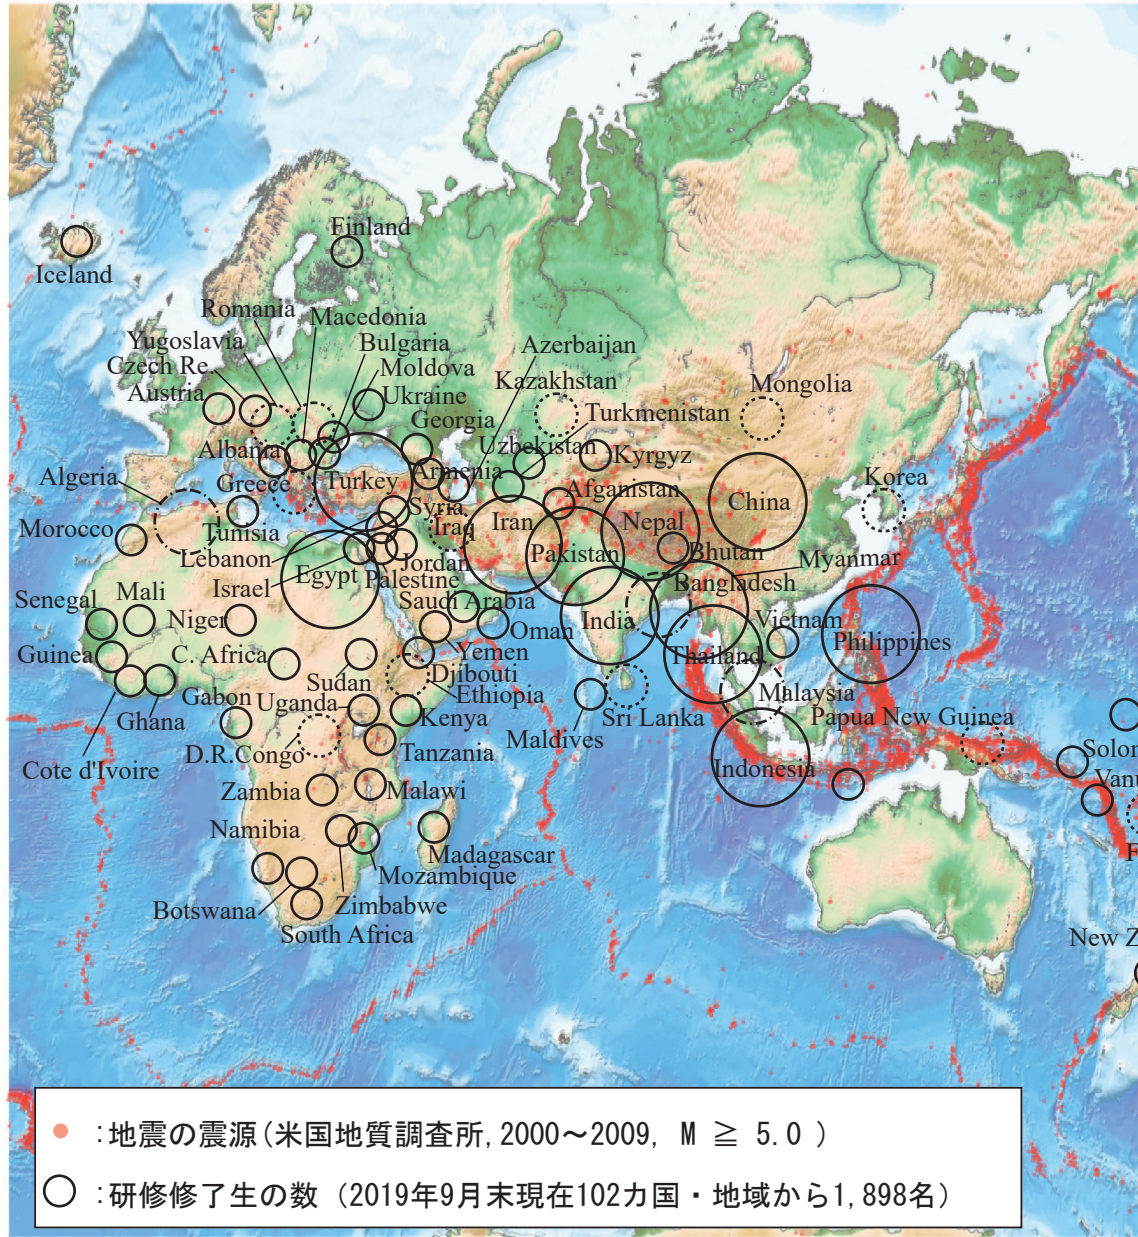 Finland
Iceland
Romania
Macedonia
Yugoslavia
Bulgaria
Azerbaijan
Czech Re.
Moldova
Kazakhstan
Mongolia
Austria
Ukraine
Turkmenistan
Georgia
Albania
Uzbekistan
Kyrgyz
Algeria
Greece
Turkey
Armenia
Afganistan
China
Korea
Morocco
Tunisia
Syria
Iraq
Iran
Nepal
Lebanon
Jordan
Pakistan
Bhutan
Myanmar
Israel
Egypt
Palestine
Bangladesh
Senegal
Mali
Niger
Saudi Arabia
Oman
India
Vietnam
Philippines
Guinea
C. Africa
Yemen
Thailand
Sudan
Djibouti
Gabon
Uganda
Ethiopia
Malaysia
Ghana
Kenya
Sri Lanka
Papua New Guinea
D.R.Congo
Tanzania
Maldives
Solom
Cote d'Ivoire
Indonesia
Zambia
Malawi
Vanu
Namibia
Madagascar
F
Mozambique
Botswana
Zimbabwe
South Africa
New Z
:地震の震源(米国地質調査所, 2000～2009, M ≧ 5.0 )
:研修修了生の数 (2019年9月末現在102カ国・地域から1,898名)